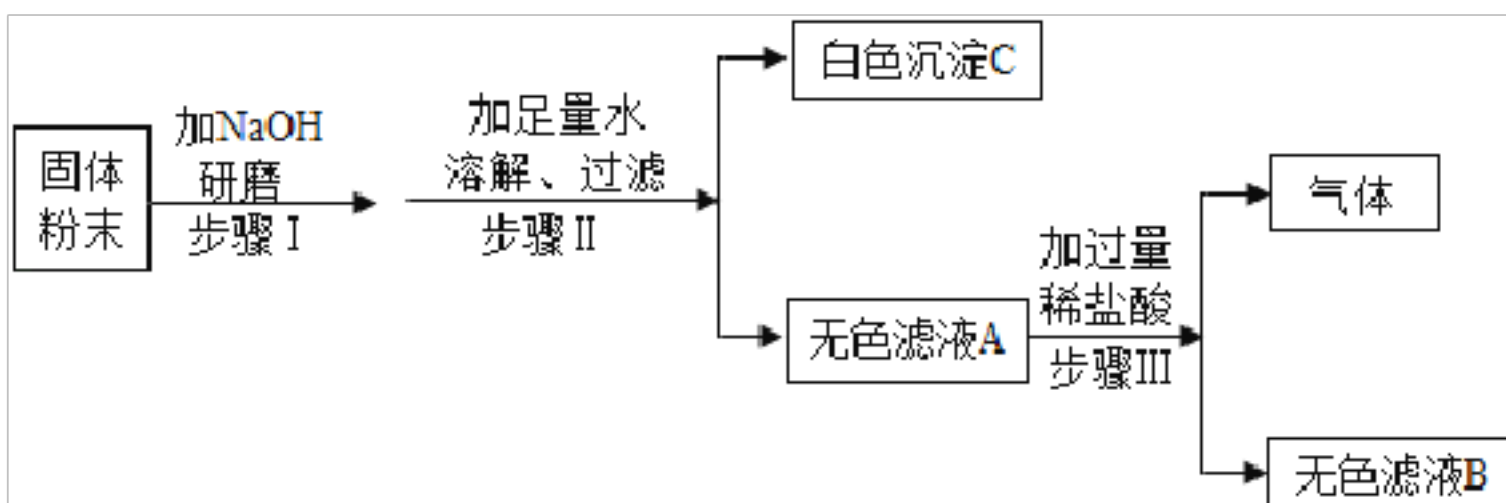 固体
粉末
加NaOH
研磨
步骤Ⅰ
加足量水
溶解、过滤
步骤Ⅱ
白色沉淀C
无色滤液A
加过量
稀盐酸
步骤Ⅲ
气体
无色滤液B